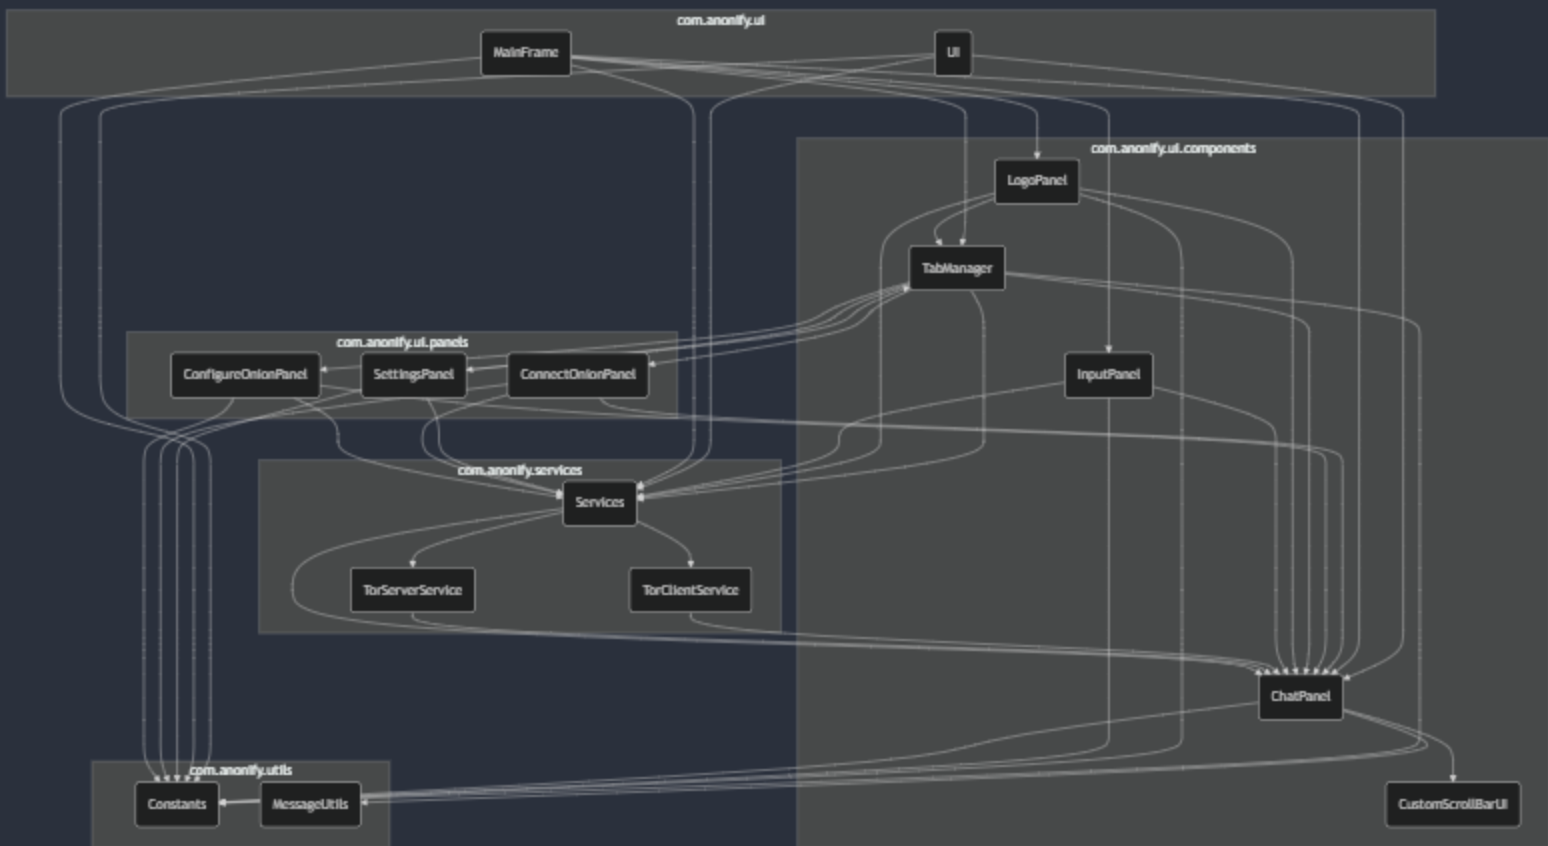 com.anonify.ui
MainFrame
UI
com.anonify.ui.components
LogoPanel
TabManager
com.anonify.ui.panels
ConfigureOnionPanel
SettingsPanel
ConnectOnionPanel
InputPanel
com.anonify.services
Services
TorServerService
TorClientService
ChatPanel
com.anonify.utils
Constants
MessageUtils
CustomScrollBarUI